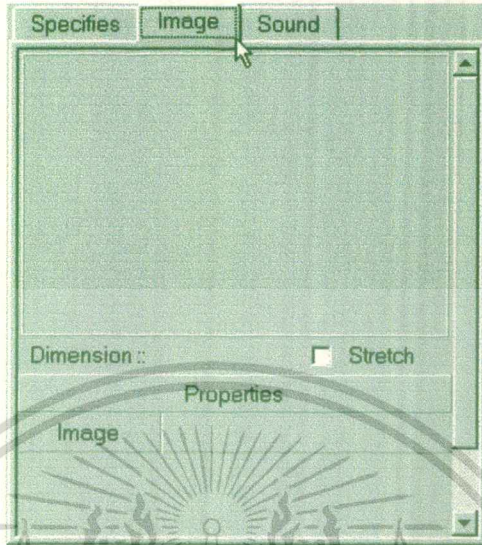 Specifies Image Sound
Dimension :: Stretch
Properties
Image